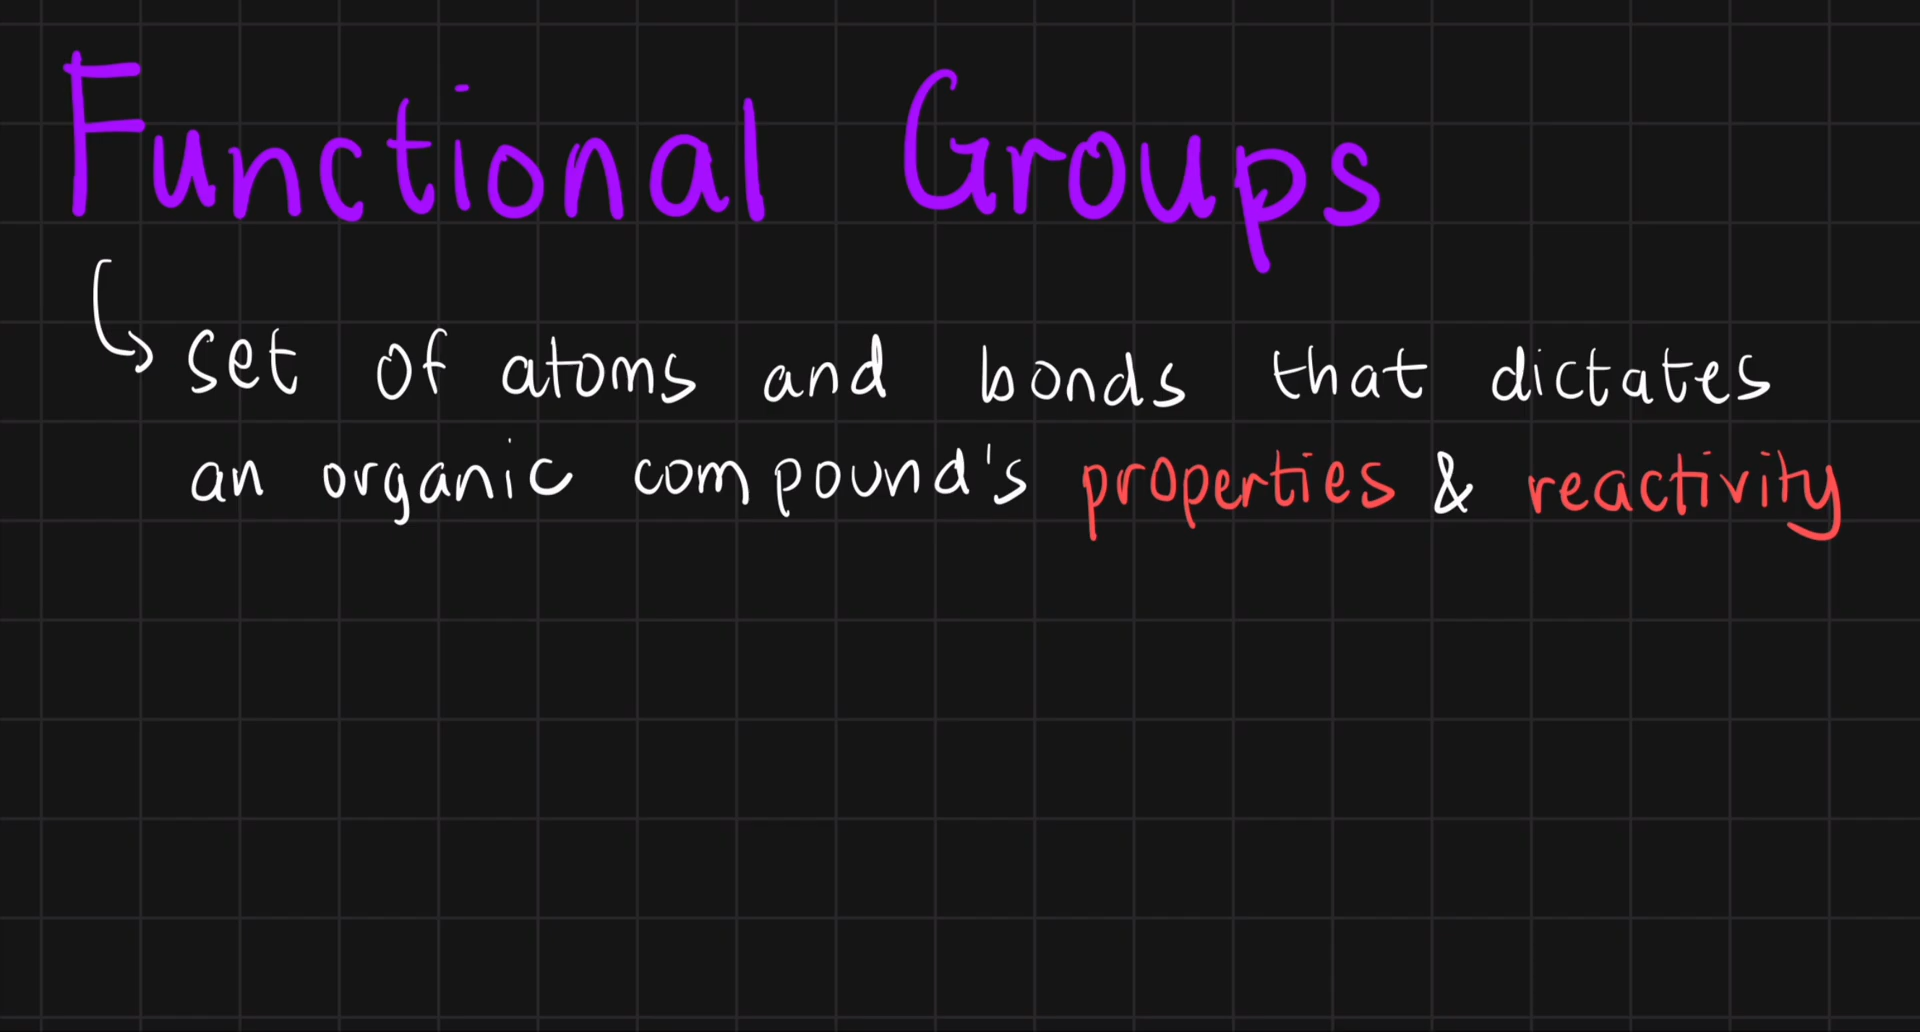 Functional Groups
set of atoms and bonds that dictates
an organic compound's properties & reactivity